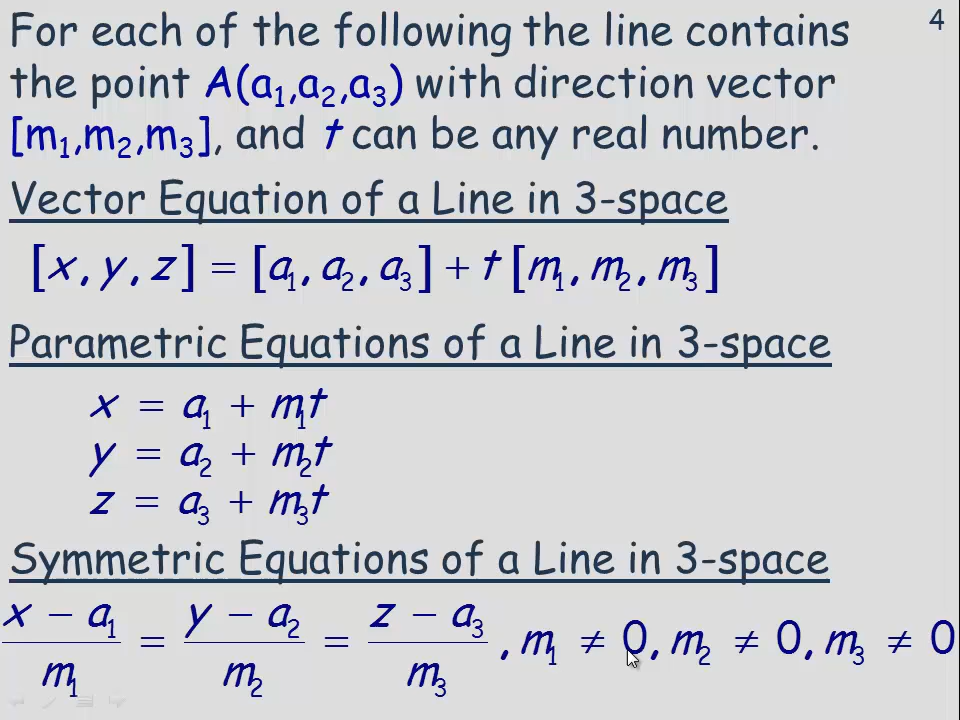 4
For each of the following the line contains
the point A(a₁,a₂,a₃) with direction vector
[m₁,m₂,m₃], and t can be any real number.
Vector Equation of a Line in 3-space
[x, y, z] = [a₁, a₂, a₃] + t [m₁, m₂, m₃]
Parametric Equations of a Line in 3-space
x = a₁ + m₁t
y = a₂ + m₂t
z = a₃ + m₃t
Symmetric Equations of a Line in 3-space
(x − a₁)/m₁ = (y − a₂)/m₂ = (z − a₃)/m₃ , m₁ ≠ 0, m₂ ≠ 0, m₃ ≠ 0